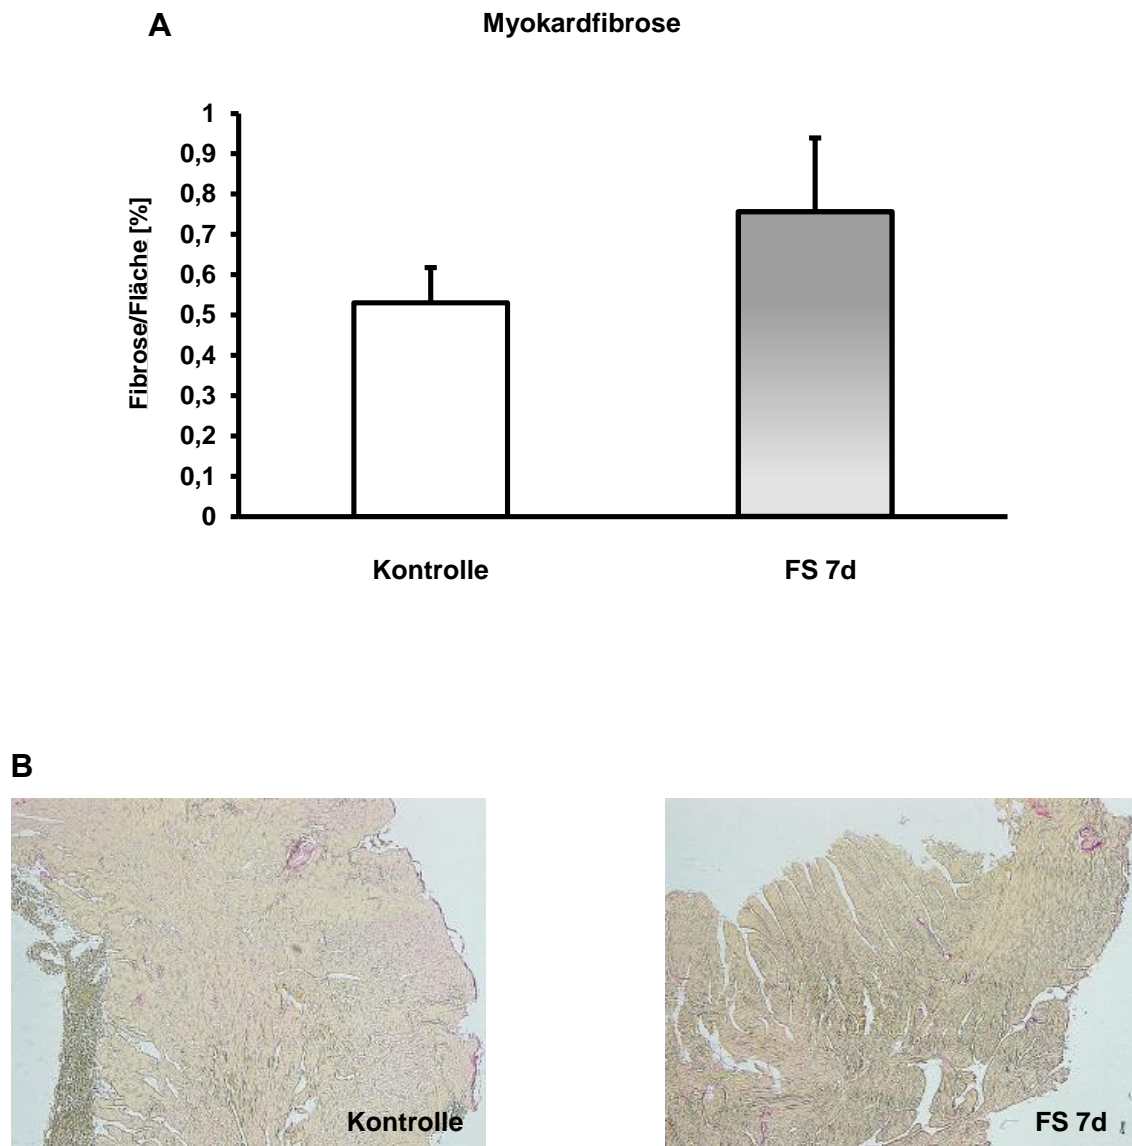 A
Myokardfibrose
Fibrose/Fläche [%]
1
0,9
0,8
0,7
0,6
0,5
0,4
0,3
0,2
0,1
0
Kontrolle
FS 7d
B
Kontrolle
FS 7d